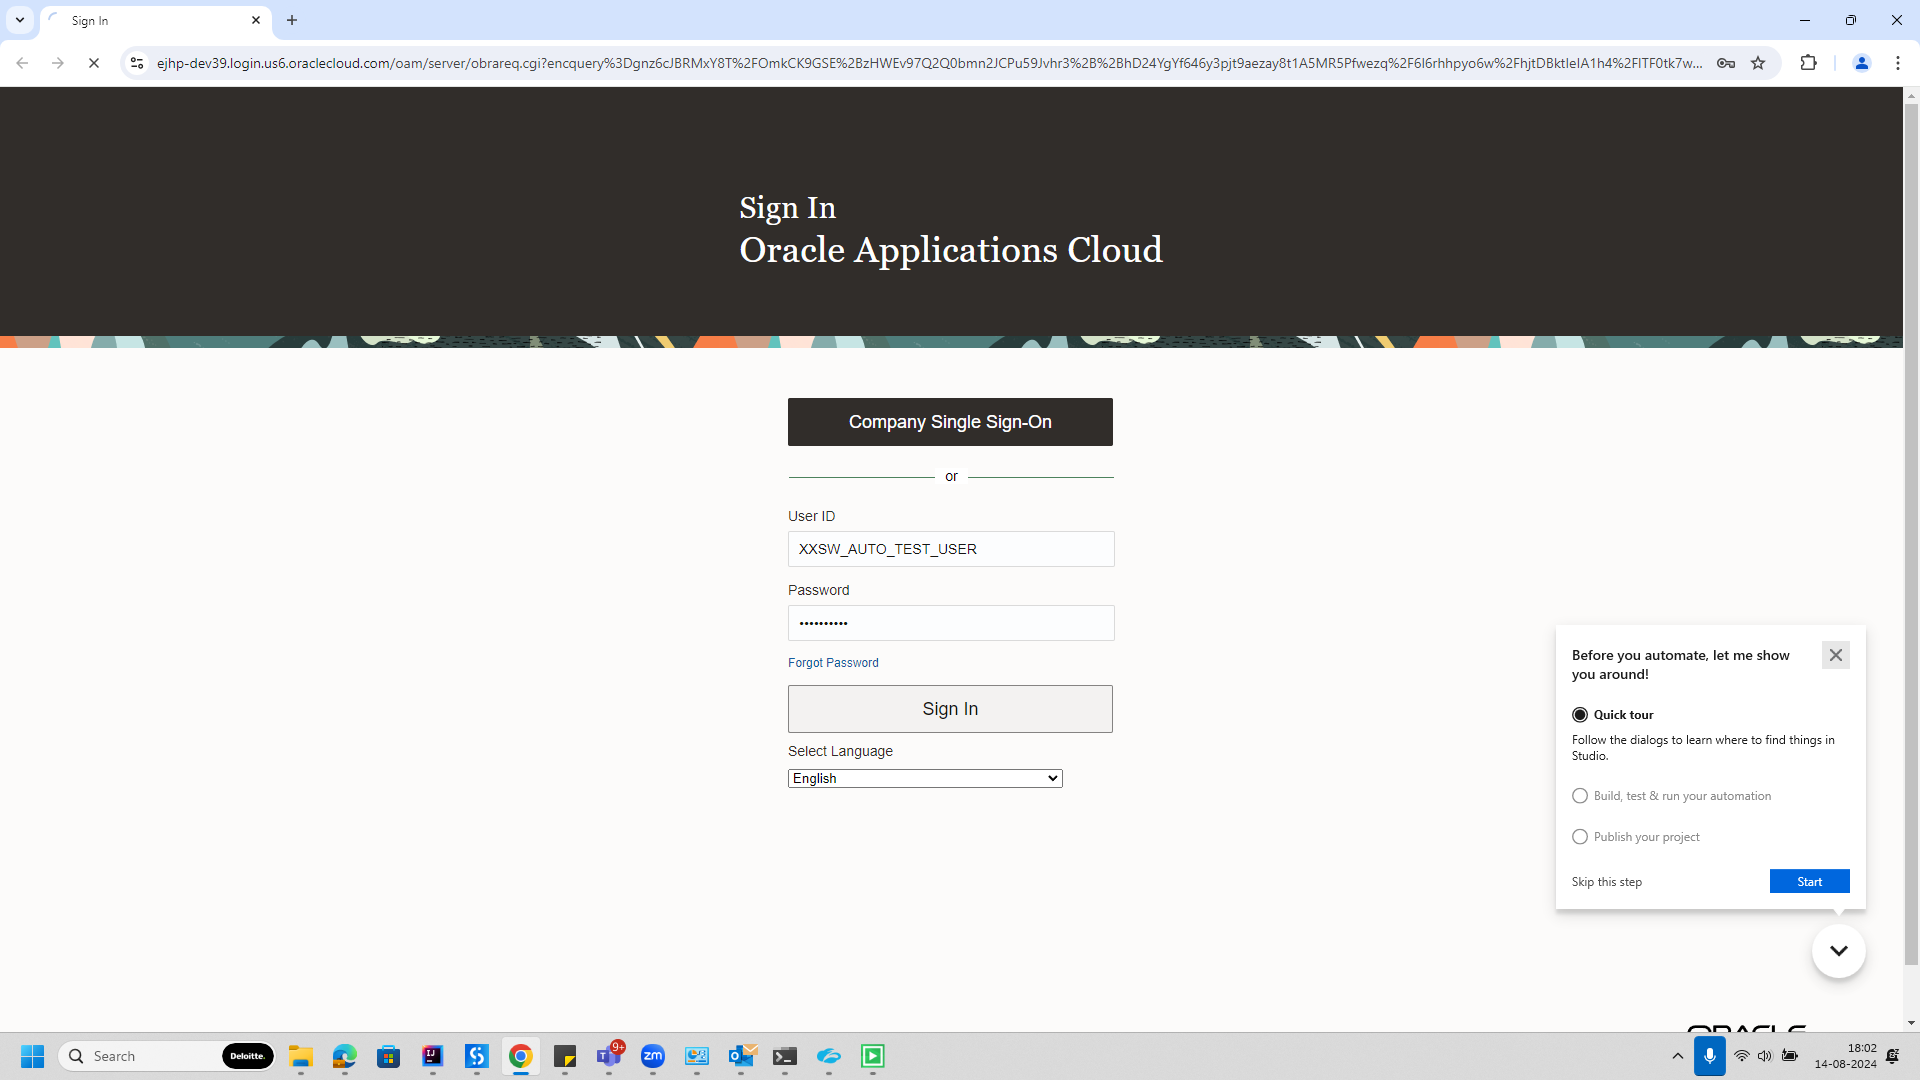 Sign In
ejhp-dev39.login.us6.oraclecloud.com/oam/server/obrareq.cgi?encquery%3Dgnz6cJBRMxY8T%2FOmkCK9GSE%2BzHWEv97Q2Q0bmn2JCPu59Jvhr3%2B%2BhD24YgYf646y3pjt9aezay8t1A5MR5Pfwezq%2F6l6rhhpyo6w%2FhjtDBktleIA1h4%2FITF0tk7w...
Sign In
Oracle Applications Cloud
Company Single Sign-On
or
User ID
XXSW_AUTO_TEST_USER
Password
••••••••••
Forgot Password
Sign In
Select Language
English
Before you automate, let me show
you around!
Quick tour
Follow the dialogs to learn where to find things in
Studio.
Build, test & run your automation
Publish your project
Skip this step
Start
ORACLE
Search
Deloitte.
9+
zm
18:02
14-08-2024